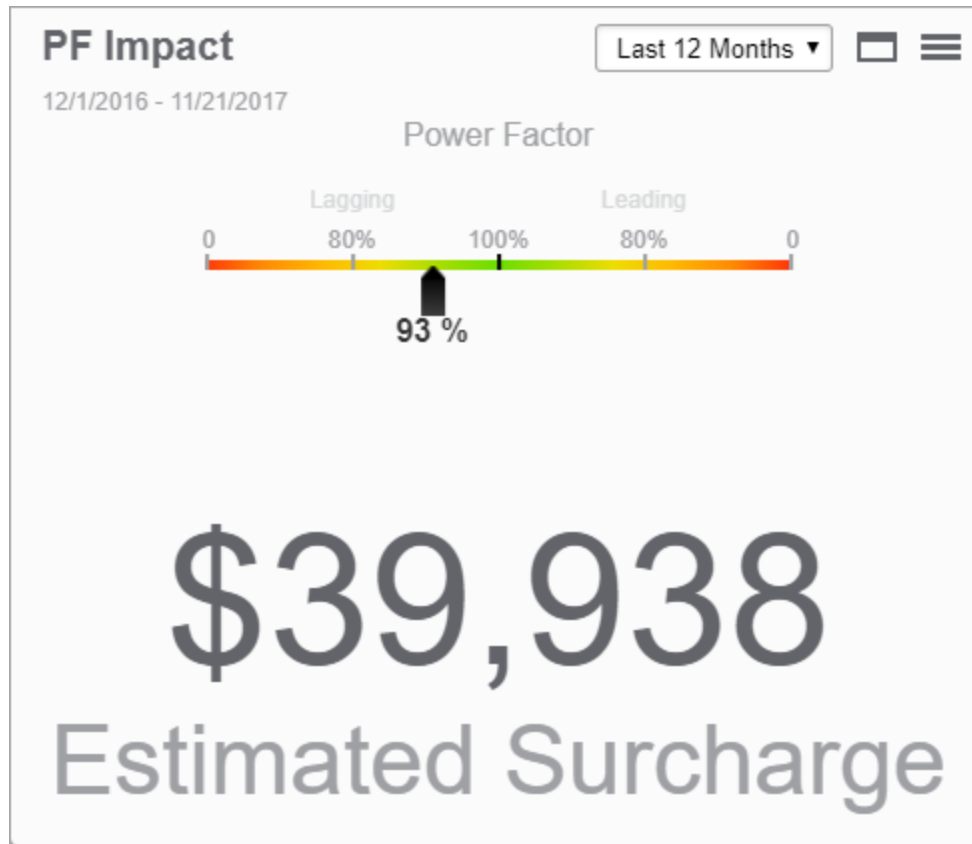 PF Impact
Last 12 Months
12/1/2016 - 11/21/2017
Power Factor
Lagging Leading
0 80% 100% 80% 0
93 %
$39,938
Estimated Surcharge